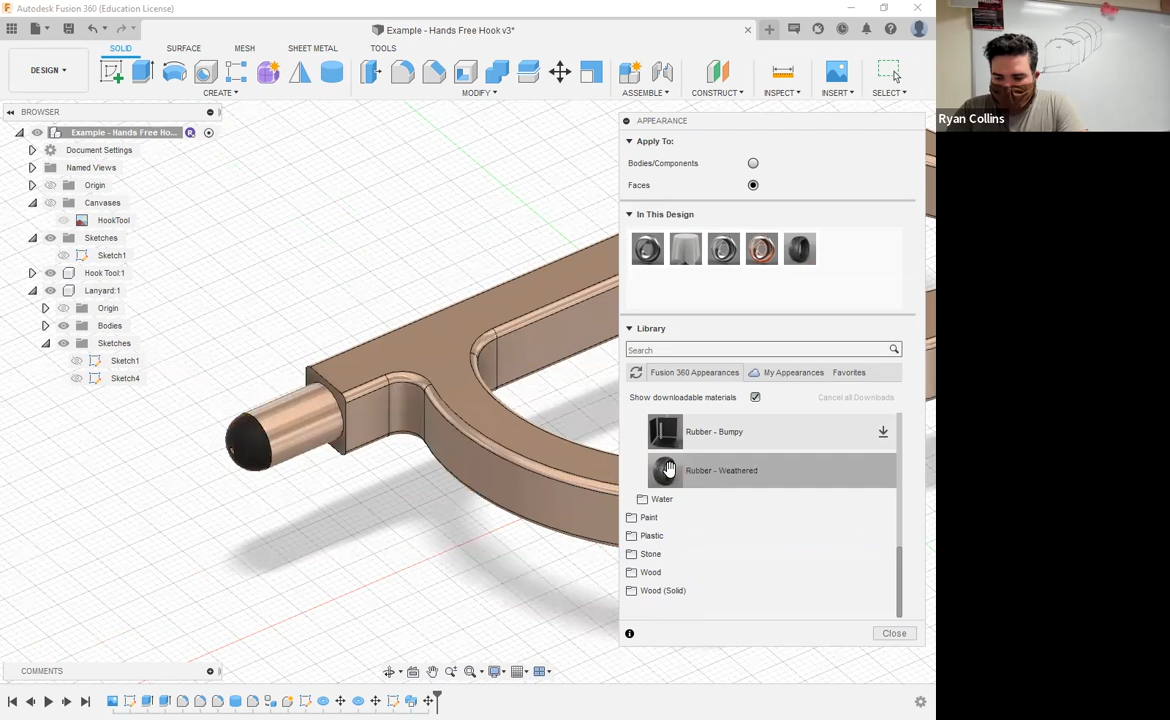 Autodesk Fusion 360 (Education License)
Example - Hands Free Hook v3*
DESIGN
SOLID
SURFACE
MESH
SHEET METAL
TOOLS
CREATE
MODIFY
ASSEMBLE
CONSTRUCT
INSPECT
INSERT
SELECT
BROWSER
Example - Hands Free Ho...
R
Document Settings
Named Views
Origin
Canvases
HookTool
Sketches
Sketch1
Hook Tool:1
Lanyard:1
Origin
Bodies
Sketches
Sketch1
Sketch4
APPEARANCE
Apply To:
Bodies/Components
Faces
In This Design
Library
Search
Fusion 360 Appearances
My Appearances
Favorites
Show downloadable materials
Cancel all Downloads
Rubber - Bumpy
Rubber - Weathered
Water
Paint
Plastic
Stone
Wood
Wood (Solid)
Close
COMMENTS
Ryan Collins